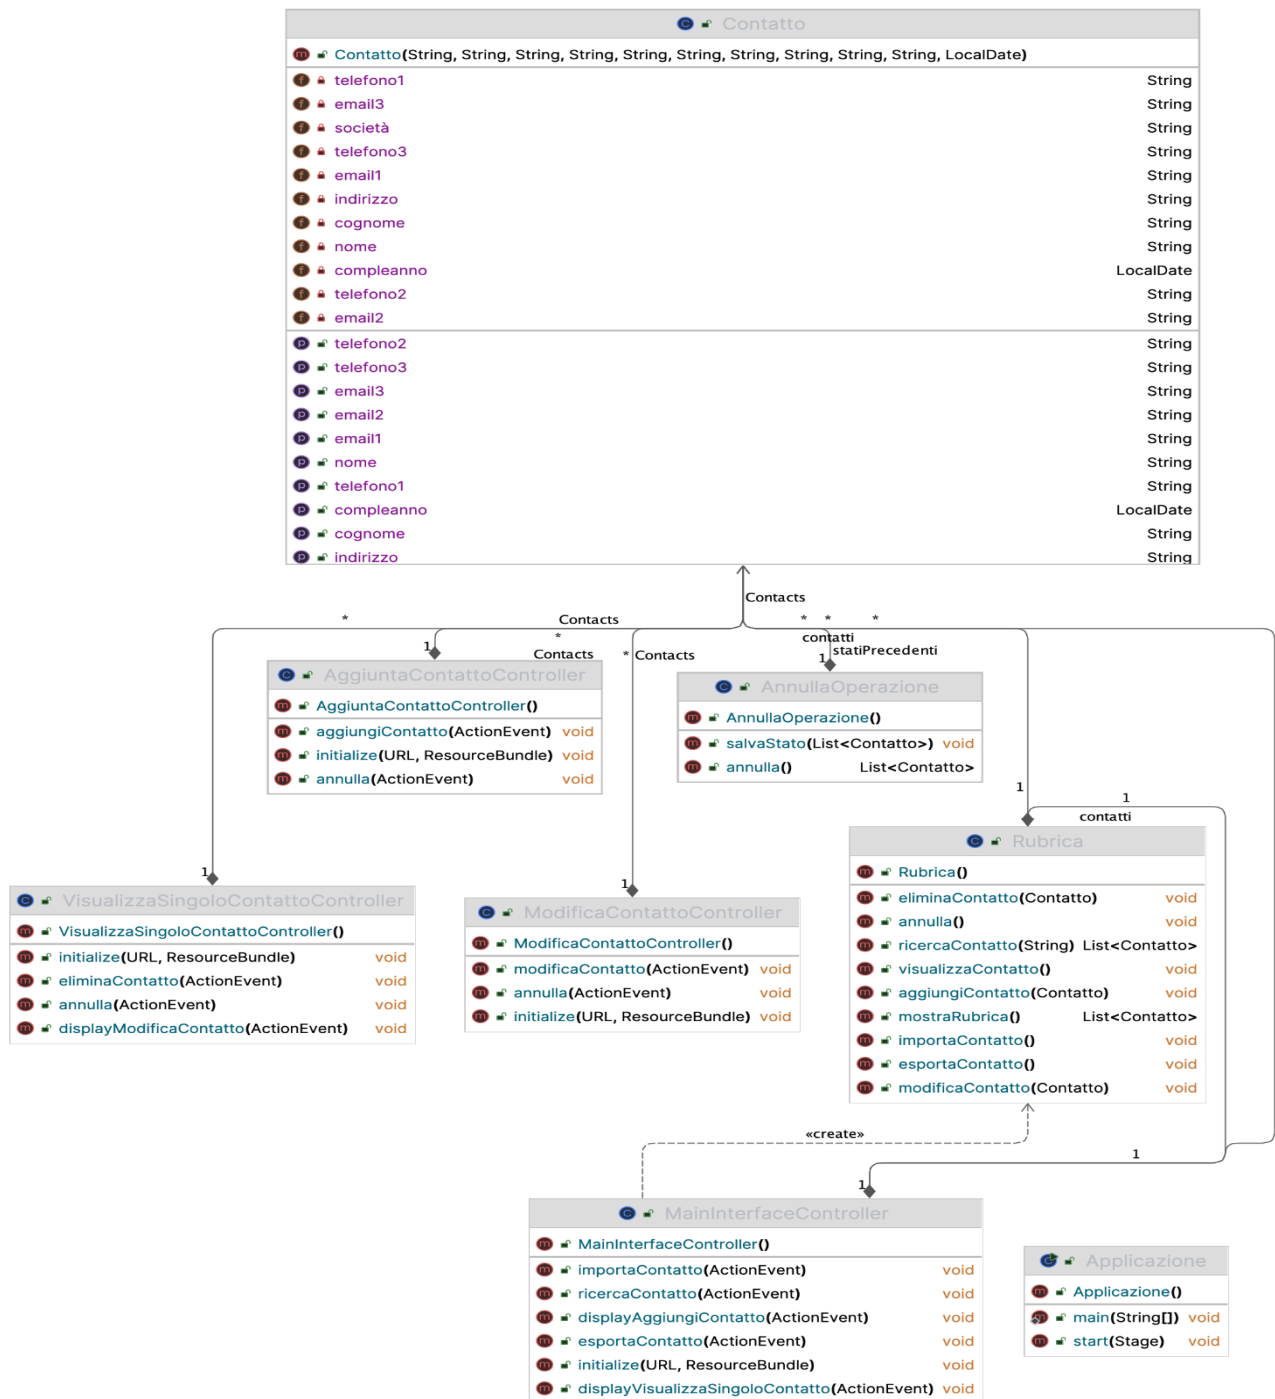 Contatto
Contatto(String, String, String, String, String, String, String, String, String, String, LocalDate)
telefono1 String
email3 String
società String
telefono3 String
email1 String
indirizzo String
cognome String
nome String
compleanno LocalDate
telefono2 String
email2 String
telefono2 String
telefono3 String
email3 String
email2 String
email1 String
nome String
telefono1 String
compleanno LocalDate
cognome String
indirizzo String
Contacts
* Contacts * * *
* contatti
1 Contacts * Contacts 1 statiPrecedenti
AggiuntaContattoController
AggiuntaContattoController()
aggiungiContatto(ActionEvent) void
initialize(URL, ResourceBundle) void
annulla(ActionEvent) void
AnnullaOperazione
AnnullaOperazione()
salvaStato(List<Contatto>) void
annulla() List<Contatto>
1 1
contatti
Rubrica
Rubrica()
eliminaContatto(Contatto) void
annulla() void
ricercaContatto(String) List<Contatto>
visualizzaContatto() void
aggiungiContatto(Contatto) void
mostraRubrica() List<Contatto>
importaContatto() void
esportaContatto() void
modificaContatto(Contatto) void
1
VisualizzaSingoloContattoController
VisualizzaSingoloContattoController()
initialize(URL, ResourceBundle) void
eliminaContatto(ActionEvent) void
annulla(ActionEvent) void
displayModificaContatto(ActionEvent) void
1
ModificaContattoController
ModificaContattoController()
modificaContatto(ActionEvent) void
annulla(ActionEvent) void
initialize(URL, ResourceBundle) void
«create»
1
1
MainInterfaceController
MainInterfaceController()
importaContatto(ActionEvent) void
ricercaContatto(ActionEvent) void
displayAggiungiContatto(ActionEvent) void
esportaContatto(ActionEvent) void
initialize(URL, ResourceBundle) void
displayVisualizzaSingoloContatto(ActionEvent) void
Applicazione
Applicazione()
main(String[]) void
start(Stage) void